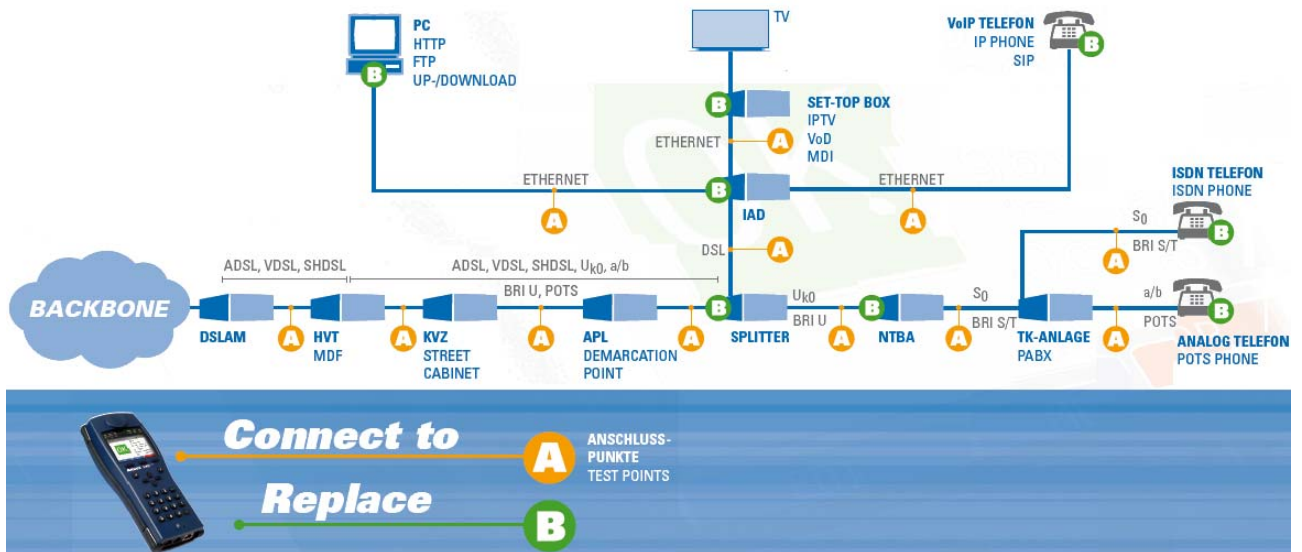 PC
HTTP
FTP
UP-/DOWNLOAD
B
TV
VoIP TELEFON
IP PHONE
SIP
B
B
SET-TOP BOX
IPTV
VoD
MDI
ETHERNET
A
ETHERNET
A
B
IAD
ETHERNET
A
ISDN TELEFON
ISDN PHONE
S0
BRI S/T
A
B
DSL
A
BACKBONE
ADSL, VDSL, SHDSL
ADSL, VDSL, SHDSL, Uk0, a/b
BRI U, POTS
DSLAM
A
HVT
MDF
A
KVZ
STREET
CABINET
A
APL
DEMARCATION
POINT
A
B
SPLITTER
Uk0
BRI U
A
B
NTBA
A
S0
BRI S/T
TK-ANLAGE
PABX
A
a/b
POTS
B
ANALOG TELEFON
POTS PHONE
Connect to
A
ANSCHLUSS-
PUNKTE
TEST POINTS
Replace
B